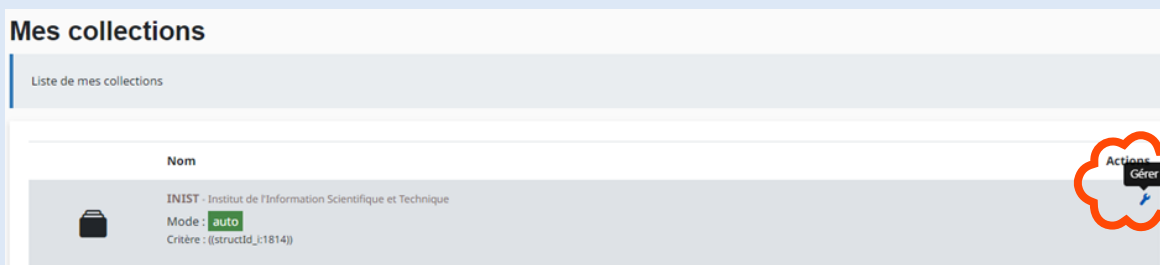 Mes collections
Liste de mes collections
Nom
Actions
Gérer
INIST - Institut de l'Information Scientifique et Technique
Mode : auto
Critère : ((structId_i:1814))